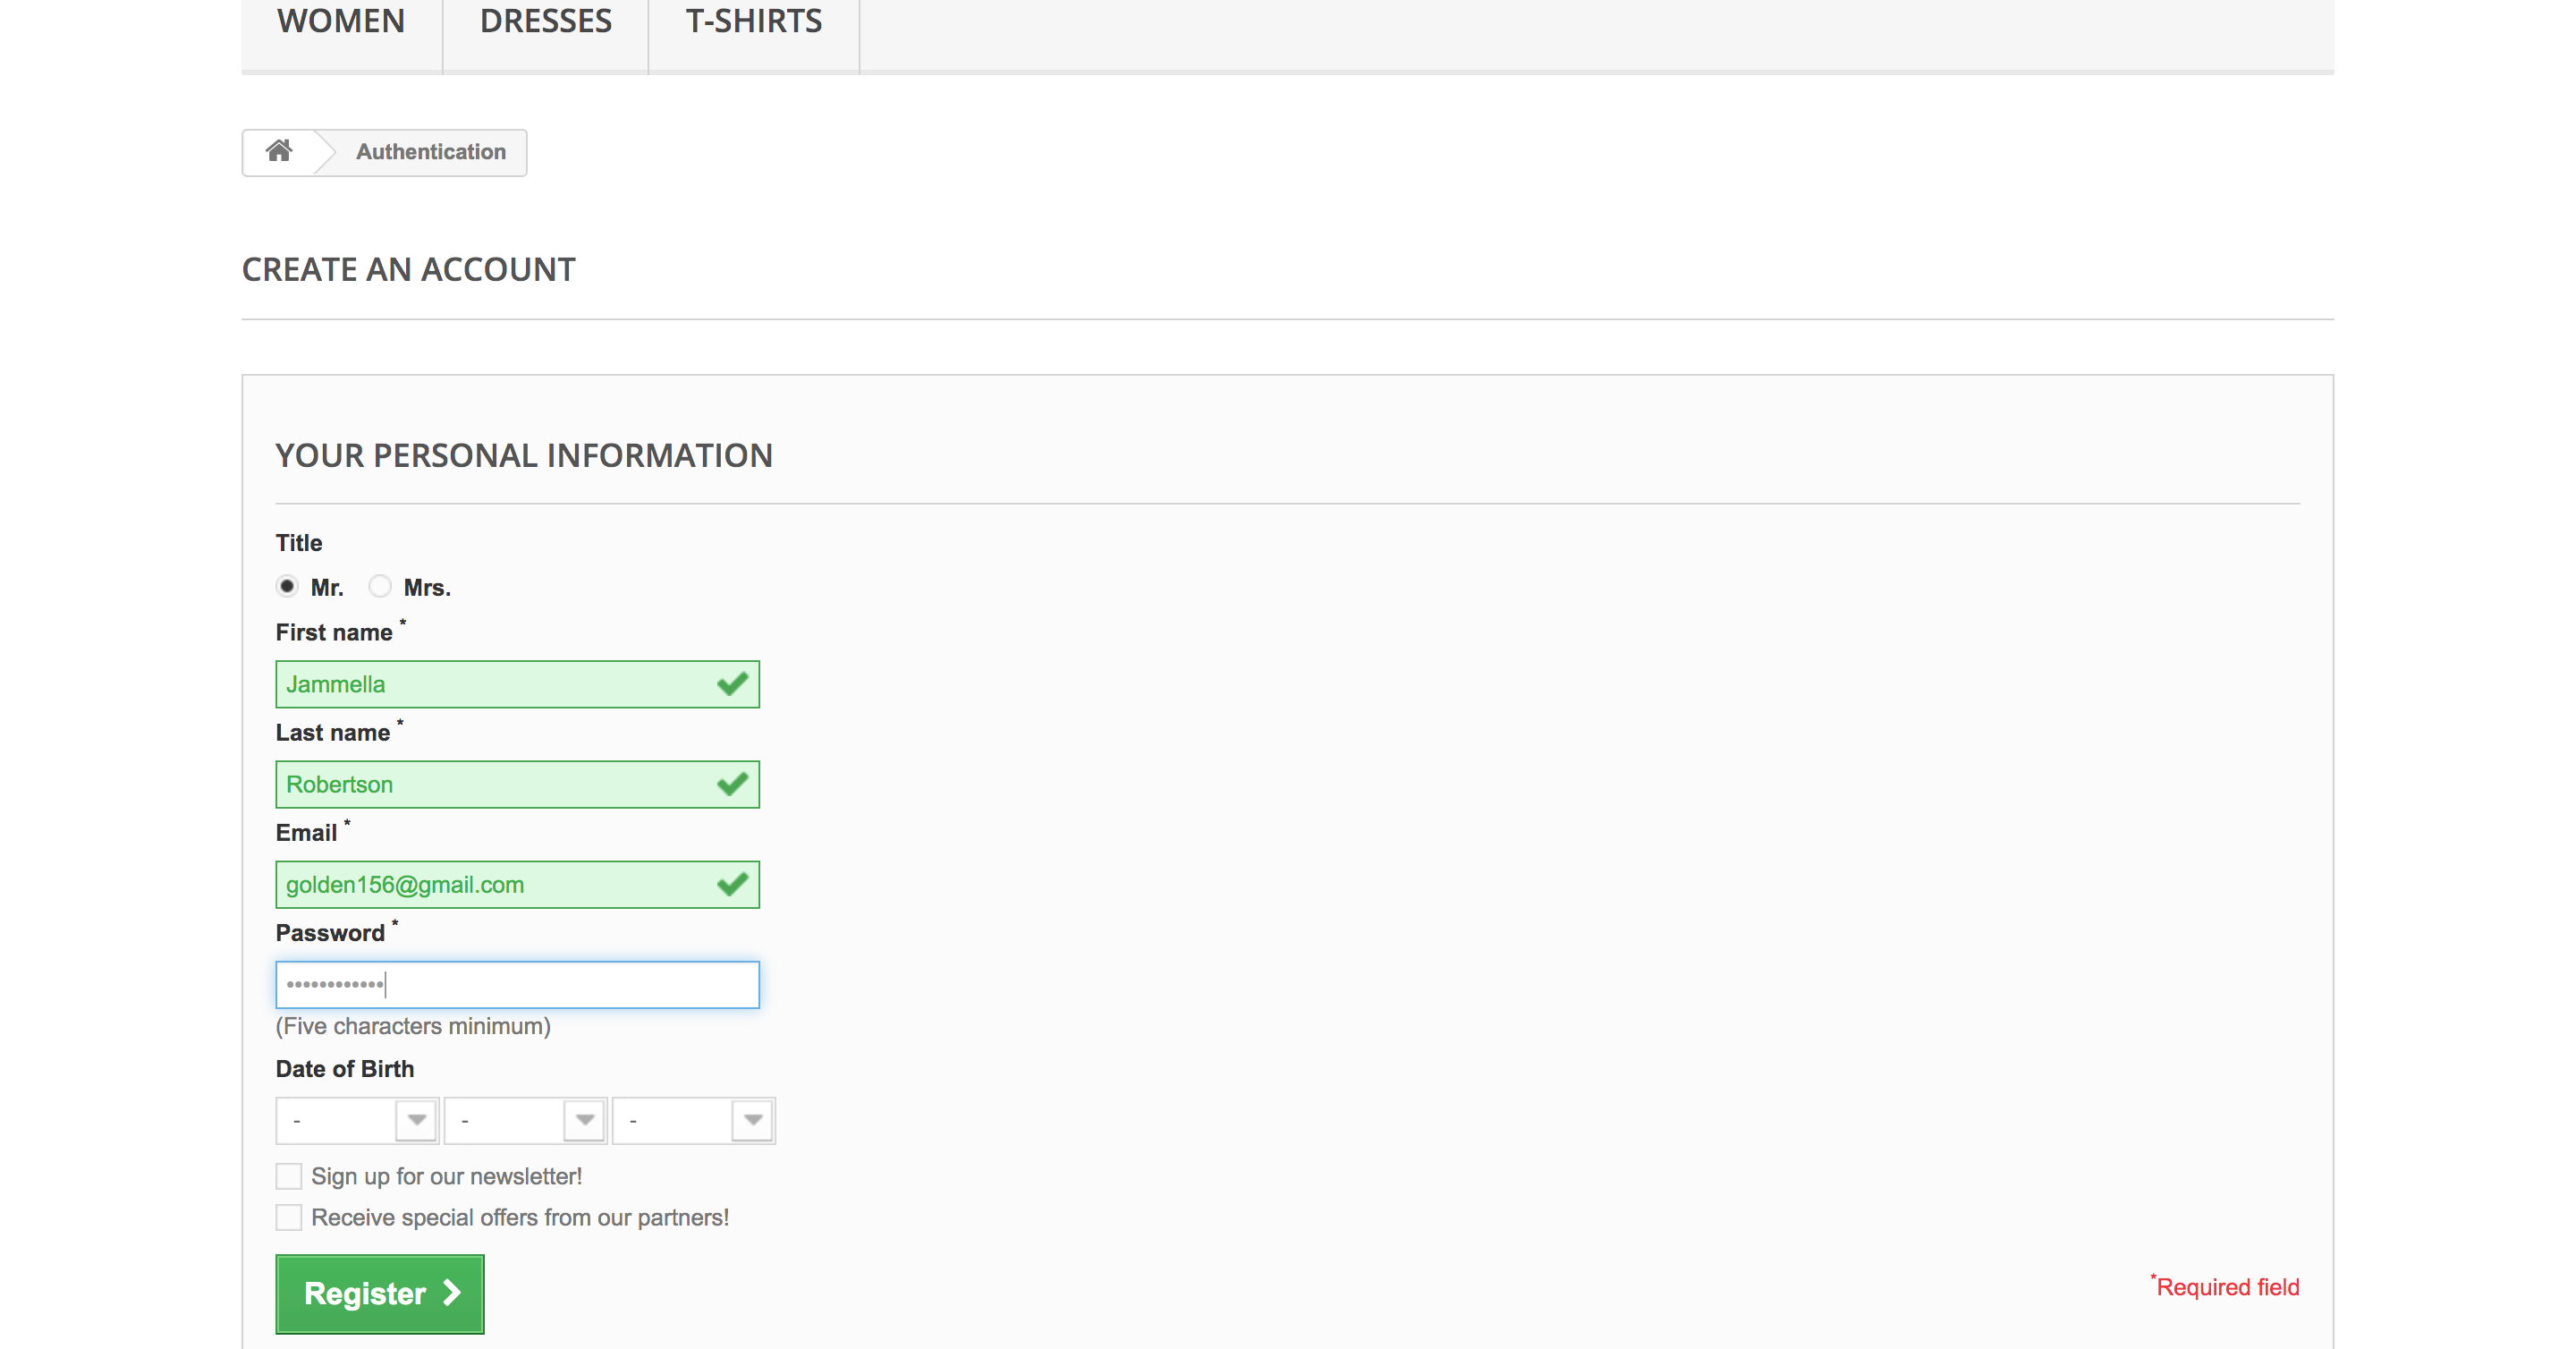 WOMEN DRESSES T-SHIRTS
Authentication
CREATE AN ACCOUNT
YOUR PERSONAL INFORMATION
Title
Mr. Mrs.
First name *
Jammella
Last name *
Robertson
Email *
golden156@gmail.com
Password *
••••••••••••
(Five characters minimum)
Date of Birth
- - -
Sign up for our newsletter!
Receive special offers from our partners!
Register
*Required field